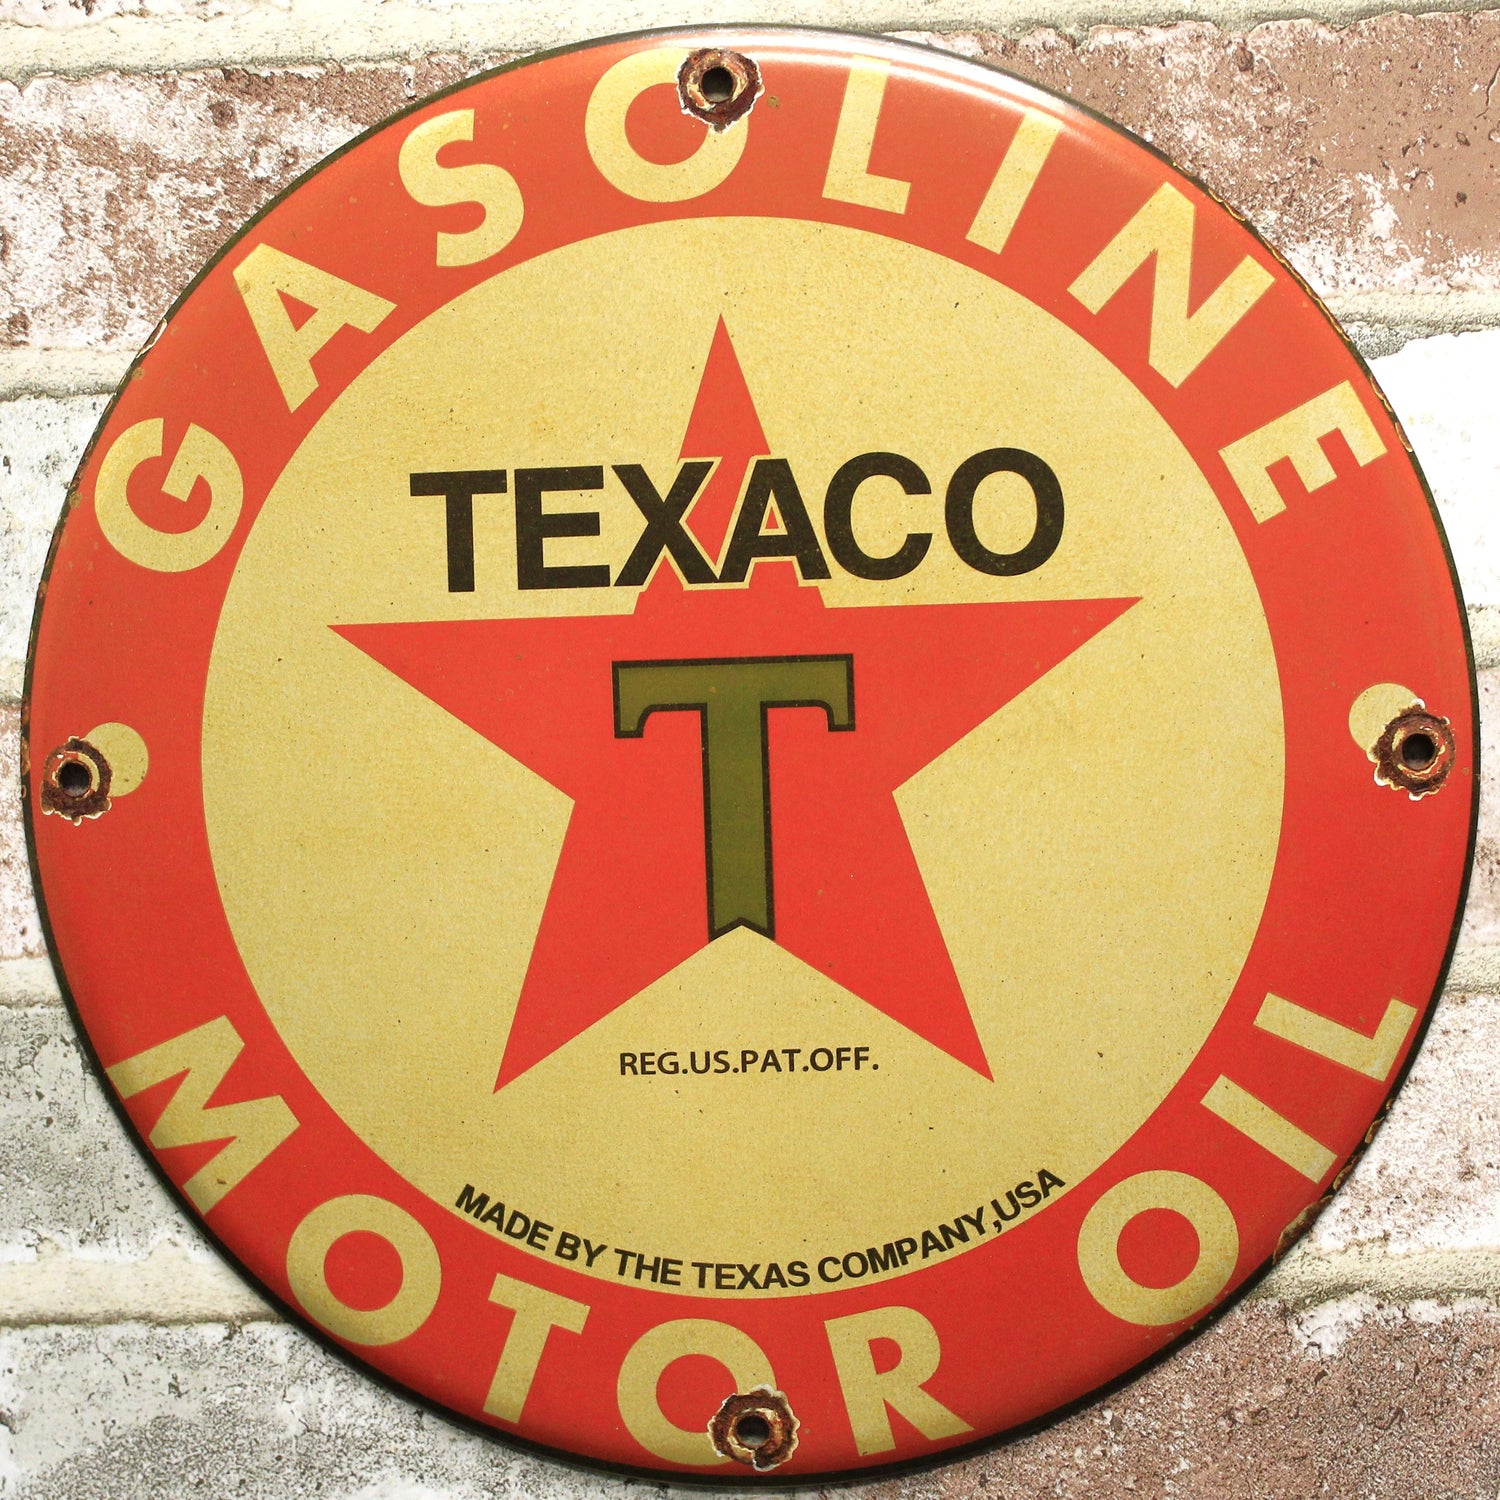 GASOLINE
TEXACO
T
REG.US.PAT.OFF.
MADE BY THE TEXAS COMPANY,USA
MOTOR OIL